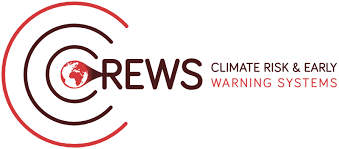 CREWS
CLIMATE RISK & EARLY
WARNING SYSTEMS